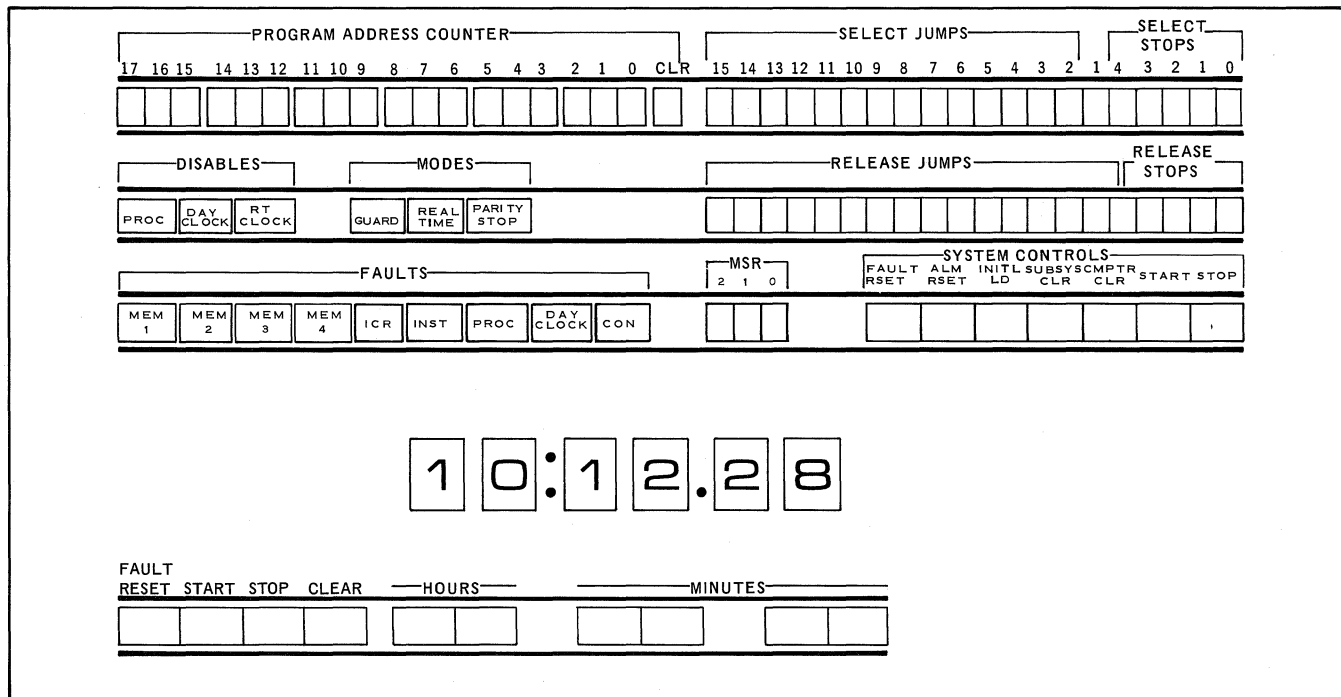 PROGRAM ADDRESS COUNTER SELECT JUMPS SELECT STOPS
17 16 15 14 13 12 11 10 9 8 7 6 5 4 3 2 1 0 CLR 15 14 13 12 11 10 9 8 7 6 5 4 3 2 1 4 3 2 1 0
DISABLES MODES RELEASE JUMPS RELEASE STOPS
PROC DAY CLOCK RT CLOCK GUARD REAL TIME PARITY STOP
FAULTS MSR SYSTEM CONTROLS
2 1 0 FAULT RSET ALM RSET INITL LD SUBSYS CLR CMPTR CLR START STOP
MEM 1 MEM 2 MEM 3 MEM 4 ICR INST PROC DAY CLOCK CON
10:12.28
FAULT RESET START STOP CLEAR HOURS MINUTES